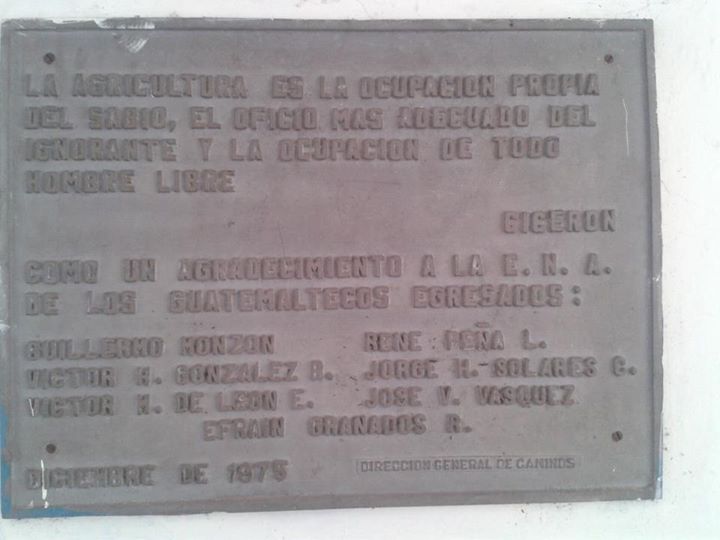 LA AGRICULTURA ES LA OCUPACION PROPIA
DEL SABIO, EL OFICIO MAS ADECUADO DEL
IGNORANTE Y LA OCUPACION DE TODO
HOMBRE LIBRE
CICERON
COMO UN AGRADECIMIENTO A LA E. N. A.
DE LOS GUATEMALTECOS EGRESADOS:
GUILLERMO MONZON RENE PEÑA L.
VICTOR H. GONZALEZ B. JORGE H. SOLARES C.
VICTOR M. DE LEON E. JOSE V. VASQUEZ
EFRAIN GRANADOS R.
DICIEMBRE DE 1975 DIRECCION GENERAL DE CAMINOS